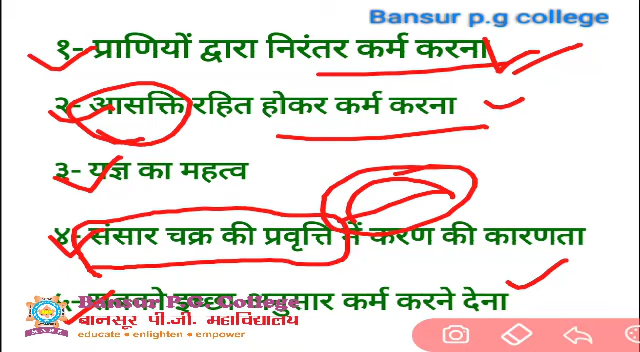 Bansur p.g college
१- प्राणियों द्वारा निरंतर कर्म करना
२- आसक्ति रहित होकर कर्म करना
३- यज्ञ का महत्व
४- संसार चक्र की प्रवृत्ति में करण की कारणता
कर्म करने देना
Bansur P.G. College
बानसूर पी.जी. महाविद्यालय
educate • enlighten • empower